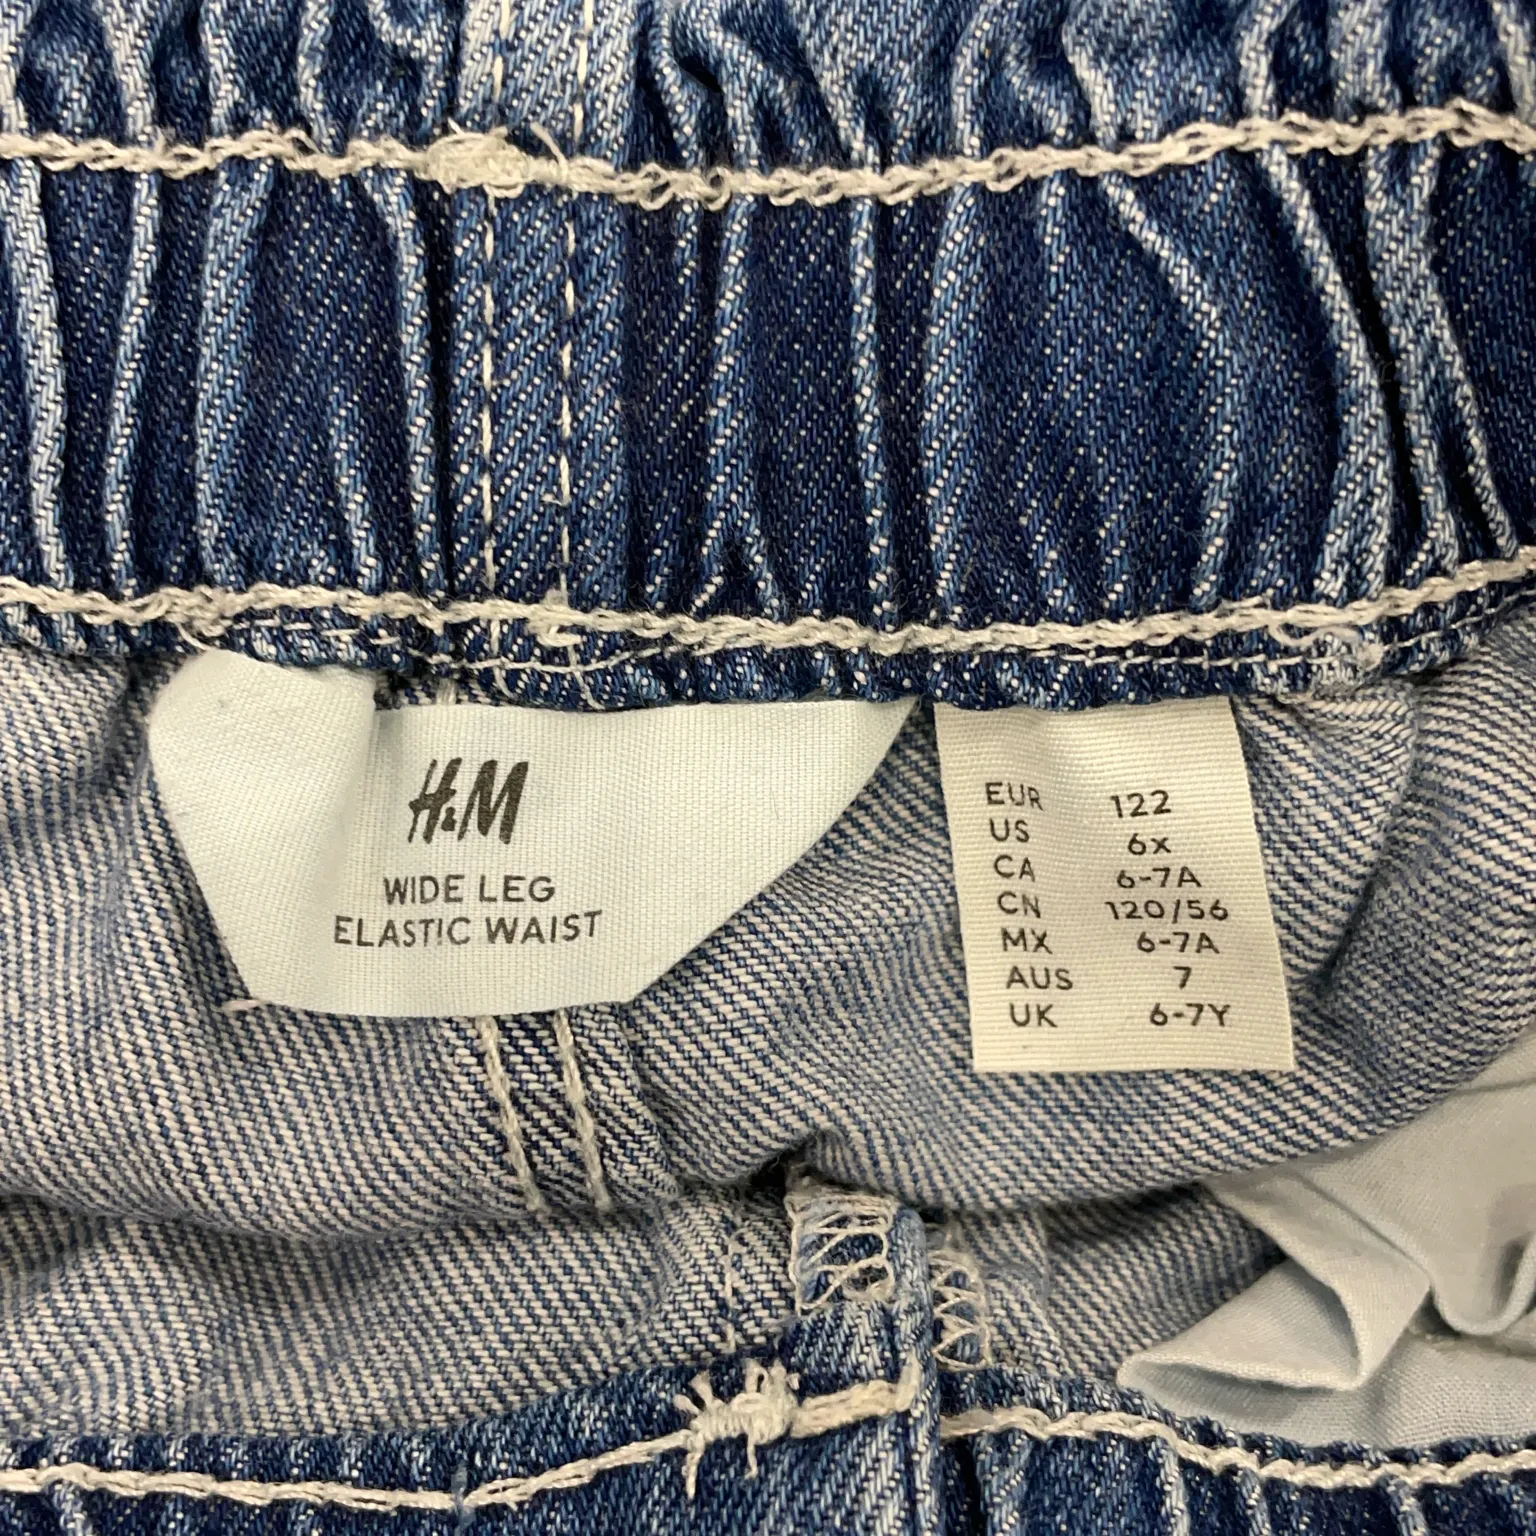 H&M
WIDE LEG
ELASTIC WAIST
EUR 122
US 6x
CA 6-7A
CN 120/56
MX 6-7A
AUS 7
UK 6-7Y